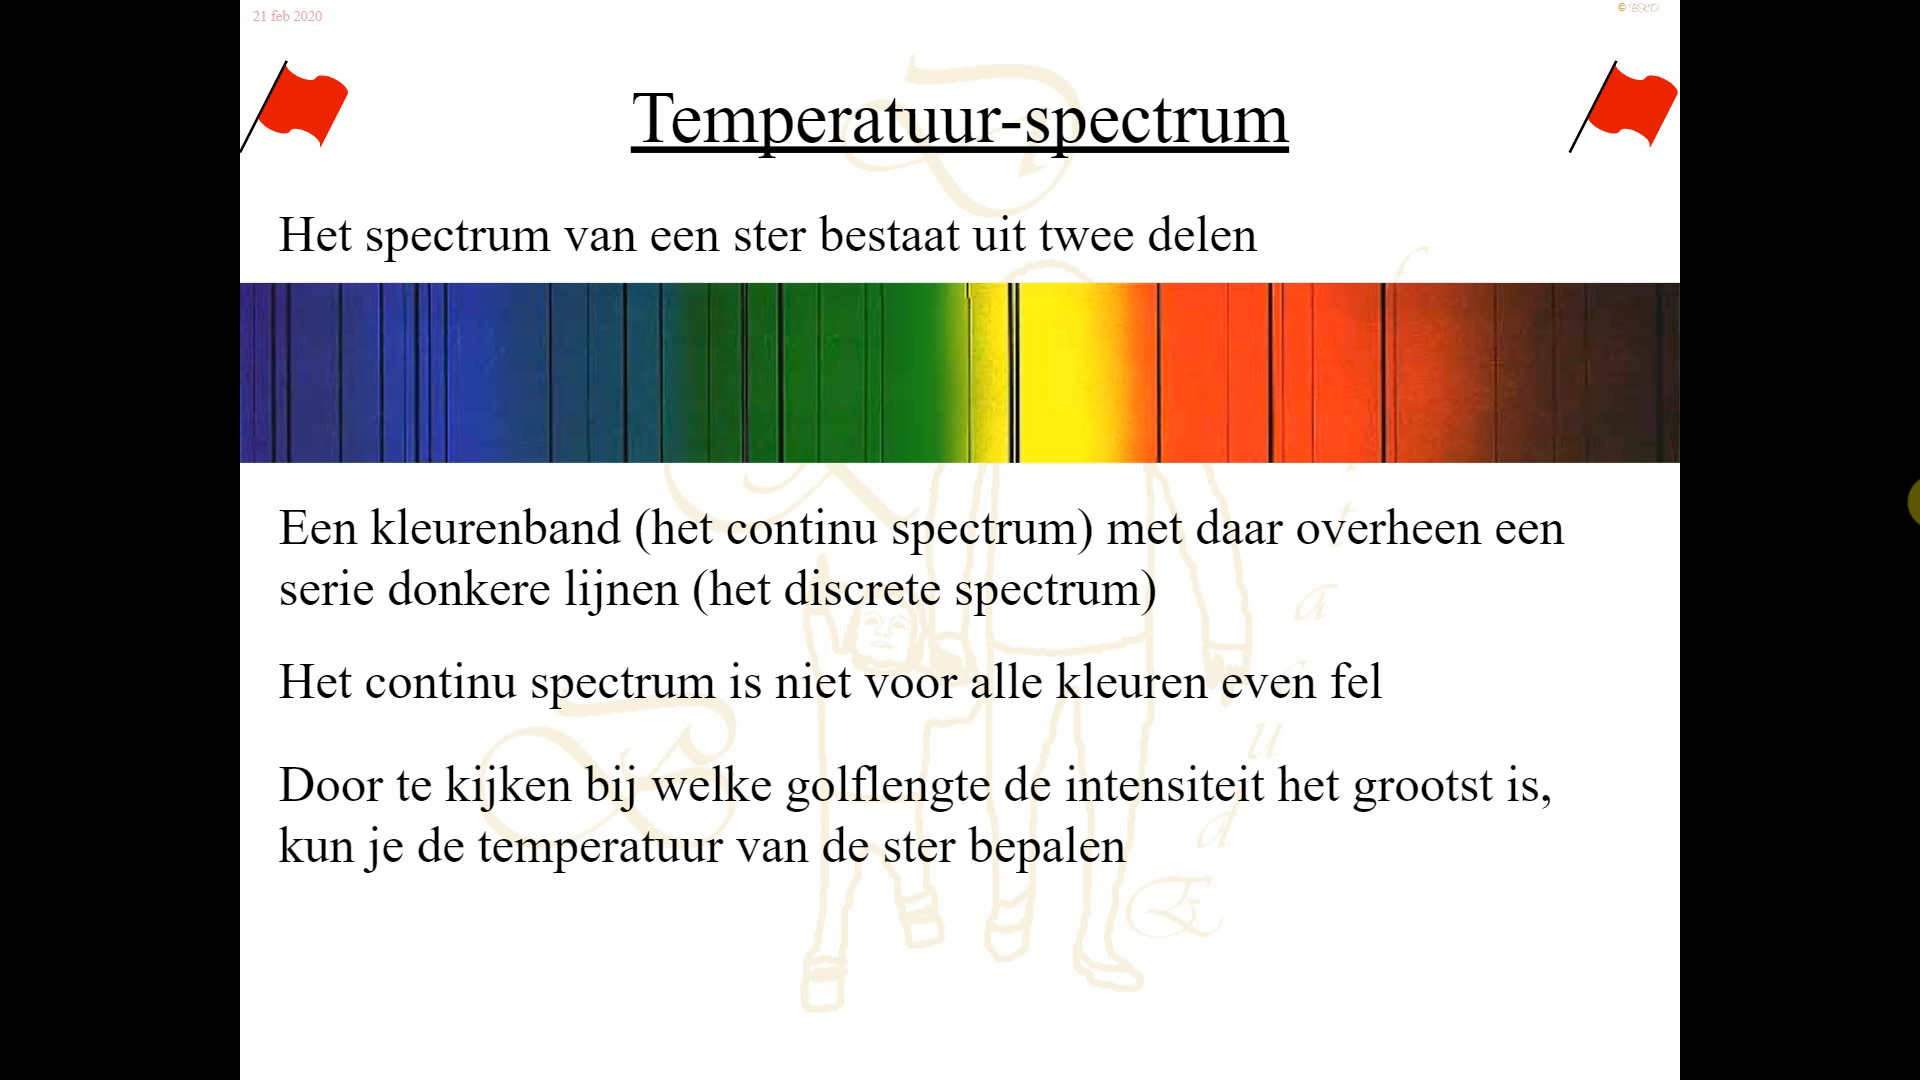 21 feb 2020
© BKD
Temperatuur-spectrum
Het spectrum van een ster bestaat uit twee delen
Een kleurenband (het continu spectrum) met daar overheen een
serie donkere lijnen (het discrete spectrum)
Het continu spectrum is niet voor alle kleuren even fel
Door te kijken bij welke golflengte de intensiteit het grootst is,
kun je de temperatuur van de ster bepalen